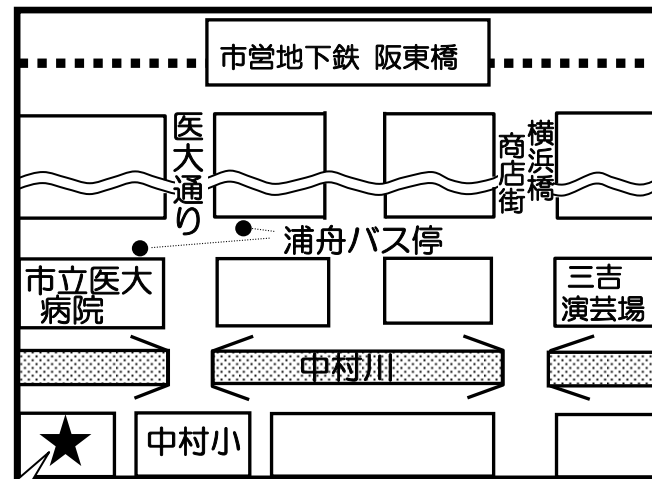 市営地下鉄 阪東橋
医大通り
横浜橋
商店街
浦舟バス停
市立医大
病院
三吉
演芸場
中村川
中村小